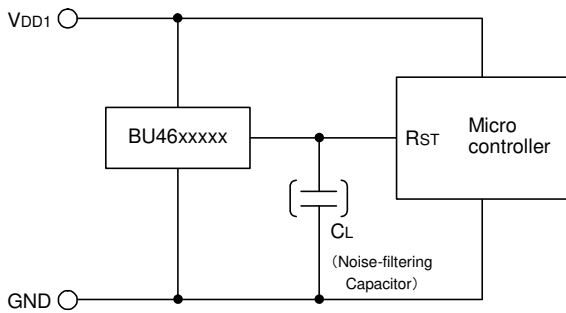 VDD1
BU46xxxxx
RST
Micro
controller
CL
(Noise-filtering
Capacitor)
GND